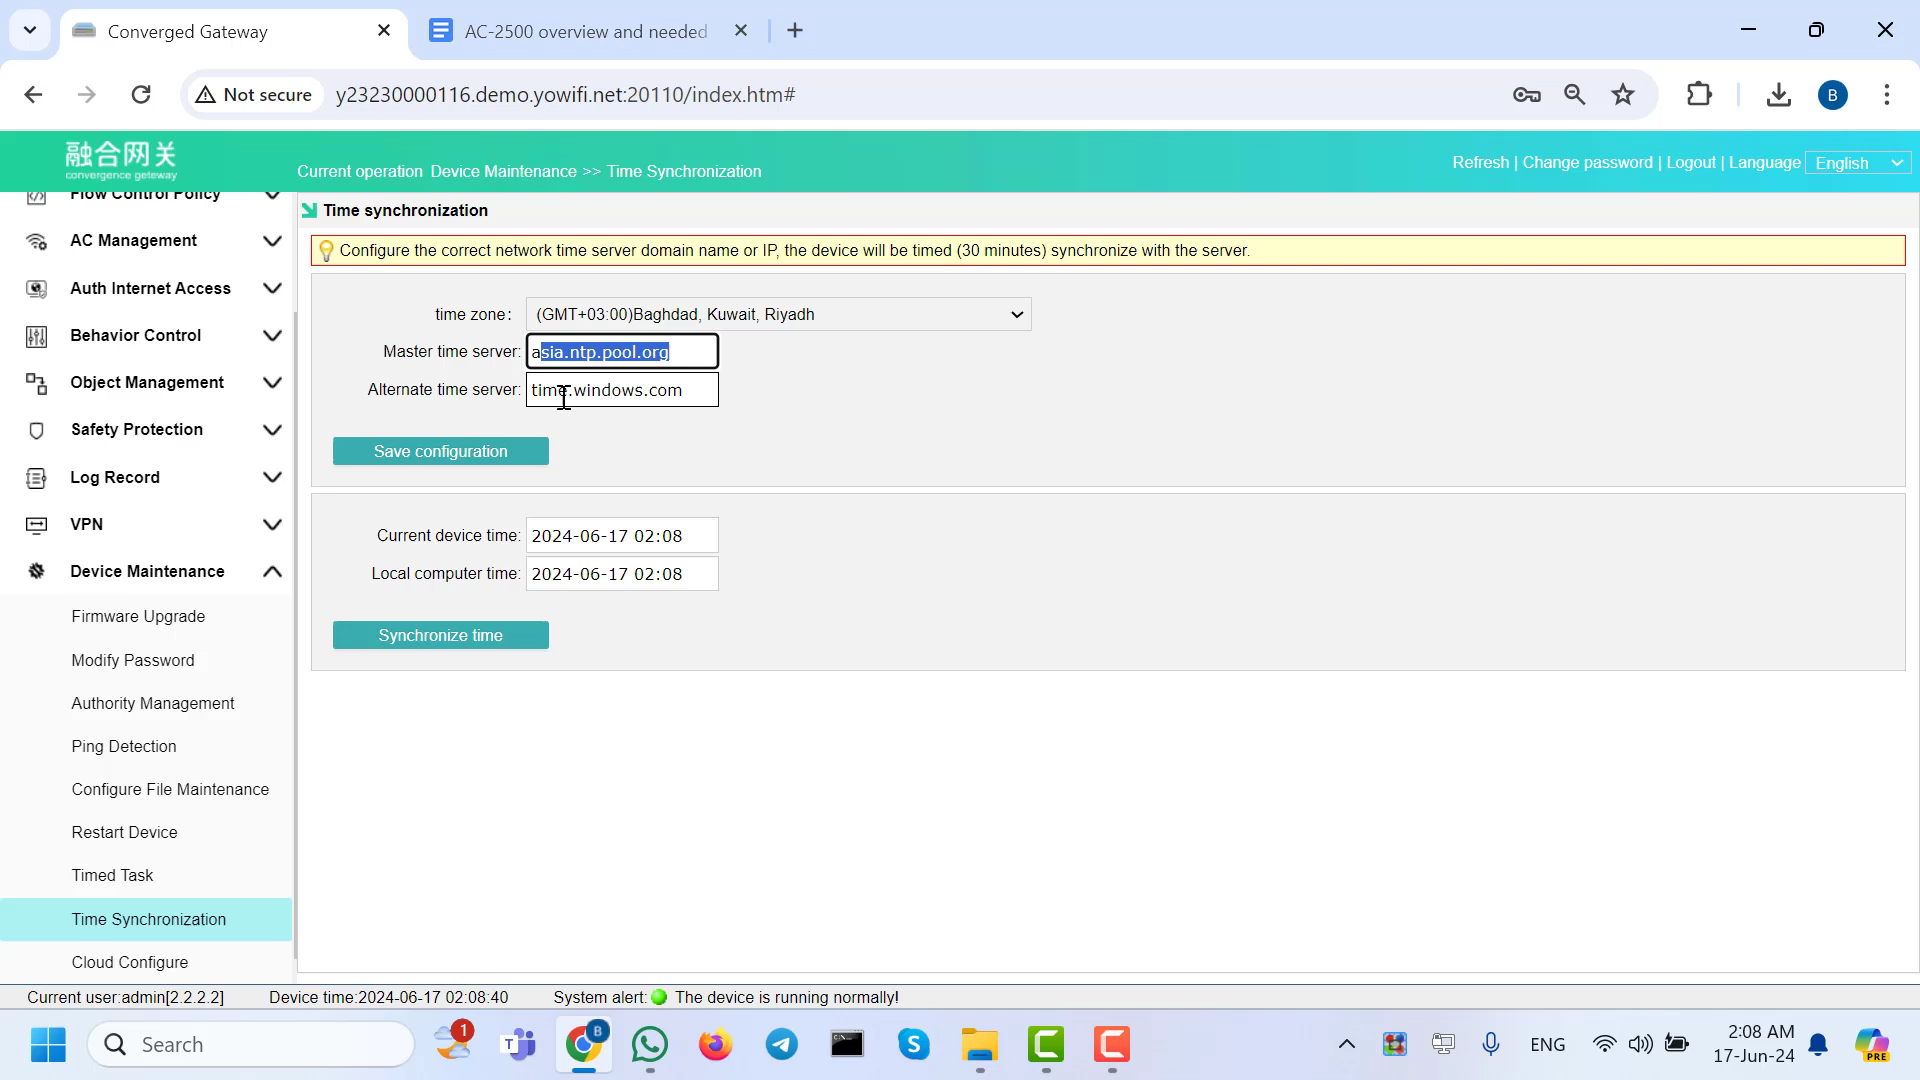 Converged Gateway
AC-2500 overview and needed
Not secure
y23230000116.demo.yowifi.net:20110/index.htm#
B
融合网关
convergence gateway
Current operation Device Maintenance >> Time Synchronization
Refresh | Change password | Logout | Language English
Flow Control Policy
AC Management
Auth Internet Access
Behavior Control
Object Management
Safety Protection
Log Record
VPN
Device Maintenance
Firmware Upgrade
Modify Password
Authority Management
Ping Detection
Configure File Maintenance
Restart Device
Timed Task
Time Synchronization
Cloud Configure
Time synchronization
Configure the correct network time server domain name or IP, the device will be timed (30 minutes) synchronize with the server.
time zone: (GMT+03:00)Baghdad, Kuwait, Riyadh
Master time server: asia.ntp.pool.org
Alternate time server: time.windows.com
Save configuration
Current device time: 2024-06-17 02:08
Local computer time: 2024-06-17 02:08
Synchronize time
Current user:admin[2.2.2.2] Device time:2024-06-17 02:08:40 System alert: The device is running normally!
Search
1
T
B
S
ENG
2:08 AM
17-Jun-24
PRE